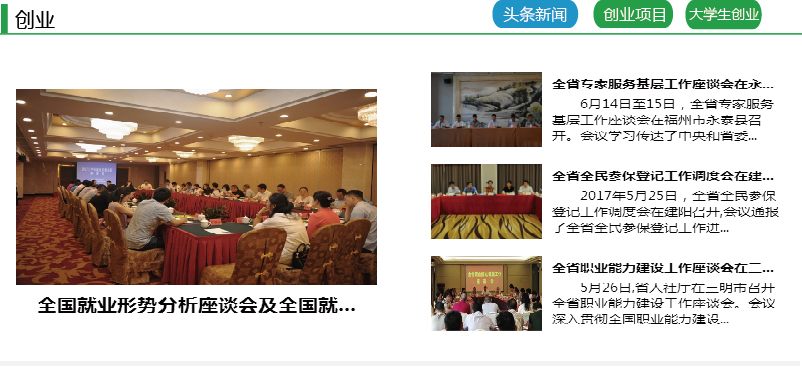 创业
头条新闻
创业项目
大学生创业
全国就业形势分析座谈会及全国就...
全省专家服务基层工作座谈会在永...
6月14日至15日，全省专家服务
基层工作座谈会在福州市永泰县召
开。会议学习传达了中央和省委...
全省全民参保登记工作调度会在建...
2017年5月25日，全省全民参保
登记工作调度会在建阳召开,会议通报
了全省全民参保登记工作进...
全省职业能力建设工作座谈会在三...
5月26日,省人社厅在三明市召开
全省职业能力建设工作座谈会。会议
深入贯彻全国职业能力建设...